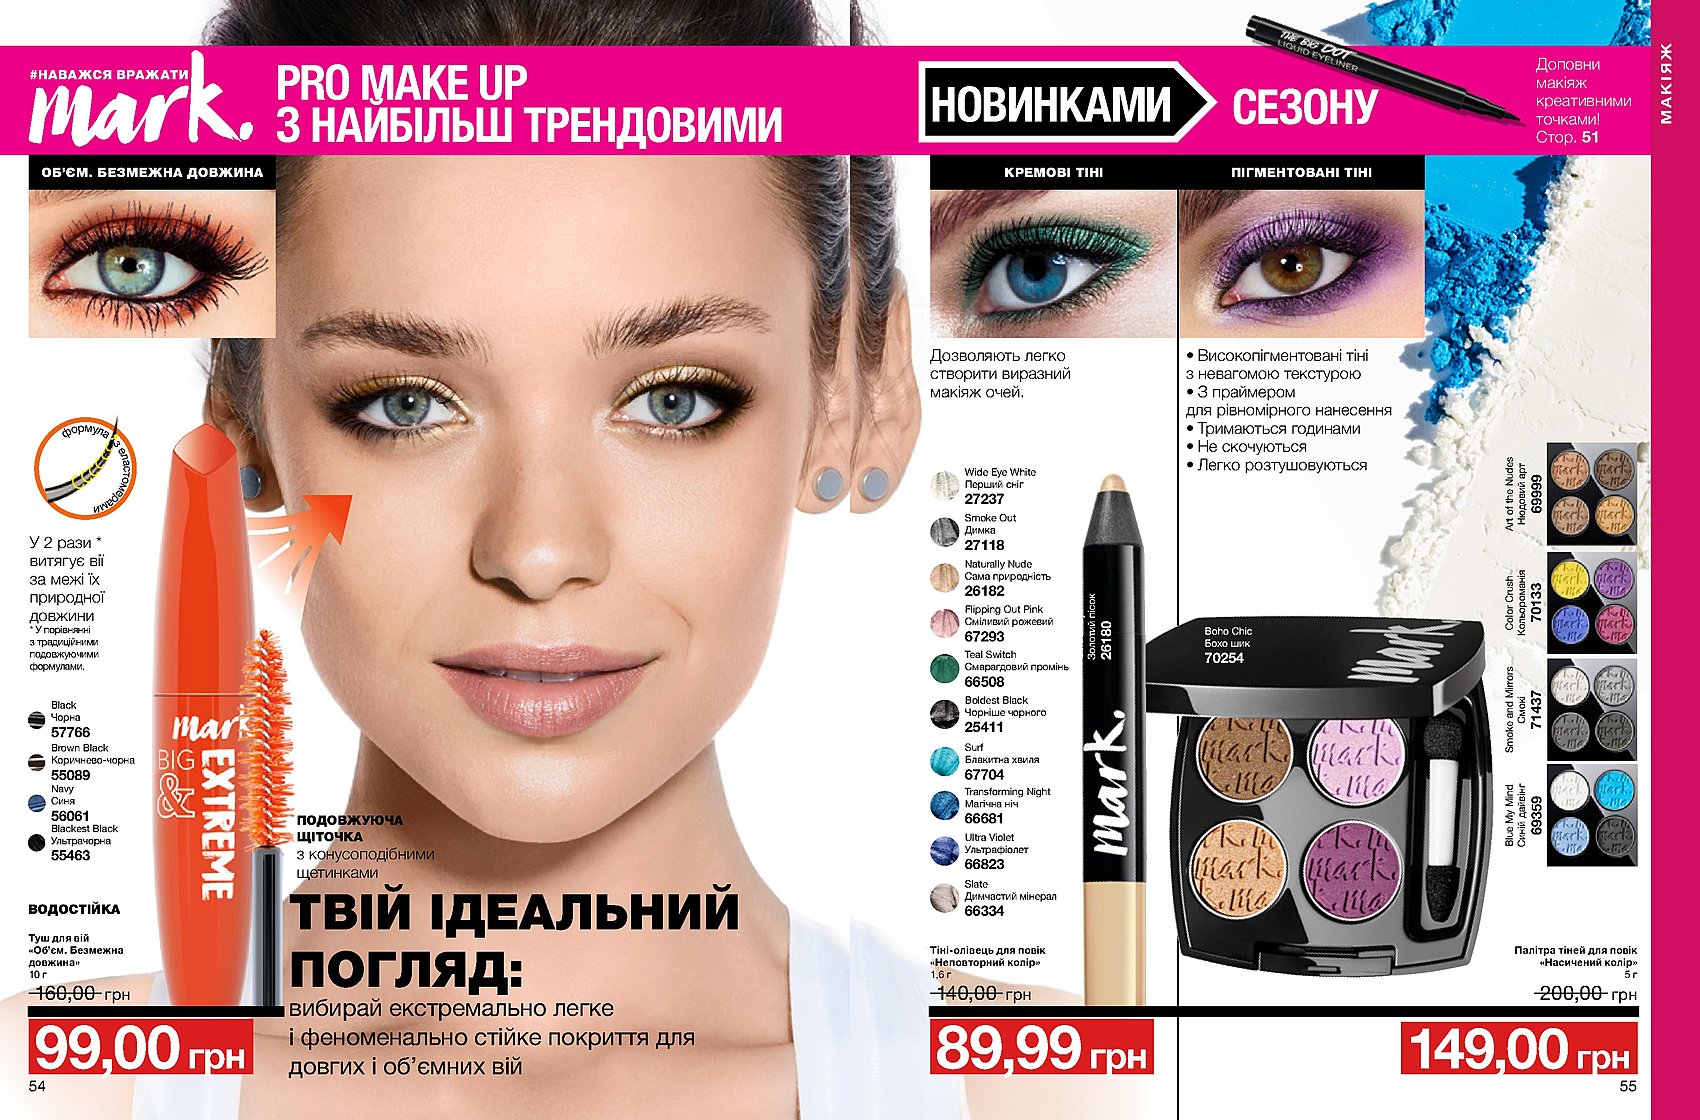 #НАВАЖСЯ ВРАЖАТИ
mark.
PRO MAKE UP
З НАЙБІЛЬШ ТРЕНДОВИМИ
НОВИНКАМИ
СЕЗОНУ
THE BIG DOT
LIQUID EYELINER
Доповни
макіяж
креативними
точками!
Стор. 51
МАКІЯЖ
ОБ'ЄМ. БЕЗМЕЖНА ДОВЖИНА
формула з еластомерами
У 2 рази *
витягує вії
за межі їх
природної
довжини
* У порівнянні
з традиційними
подовжуючими
формулами.
Black
Чорна
57766
Brown Black
Коричнево-чорна
55089
Navy
Синя
56061
Blackest Black
Ультрачорна
55463
mark.
BIG
&
EXTREME
ПОДОВЖУЮЧА
ЩІТОЧКА
з конусоподібними
щетинками
ВОДОСТІЙКА
Туш для вій
«Об'єм. Безмежна
довжина»
10 г
160,00 грн
99,00 грн
54
ТВІЙ ІДЕАЛЬНИЙ
ПОГЛЯД:
вибирай екстремально легке
і феноменально стійке покриття для
довгих і об'ємних вій
КРЕМОВІ ТІНІ
Дозволяють легко
створити виразний
макіяж очей.
Wide Eye White
Перший сніг
27237
Smoke Out
Димка
27118
Naturally Nude
Сама природність
26182
Flipping Out Pink
Сміливий рожевий
67293
Teal Switch
Смарагдовий промінь
66508
Boldest Black
Чорніше чорного
25411
Surf
Блакитна хвиля
67704
Transforming Night
Магічна ніч
66681
Ultra Violet
Ультрафіолет
66823
Slate
Димчастий мінерал
66334
Золотий пісок
26180
mark.
Тіні-олівець для повік
«Неповторний колір»
1,6 г
140,00 грн
89,99 грн
ПІГМЕНТОВАНІ ТІНІ
• Високопігментовані тіні
з невагомою текстурою
• З праймером
для рівномірного нанесення
• Тримаються годинами
• Не скочуються
• Легко розтушовуються
Boho Chic
Бохо шик
70254
mark.
Art of the Nudes
Нюдовий арт
69999
Color Crush
Кольороманія
70133
Smoke and Mirrors
Смокі
71437
Blue My Mind
Синій дайвінг
69359
Палітра тіней для повік
«Насичений колір»
5 г
200,00 грн
149,00 грн
55